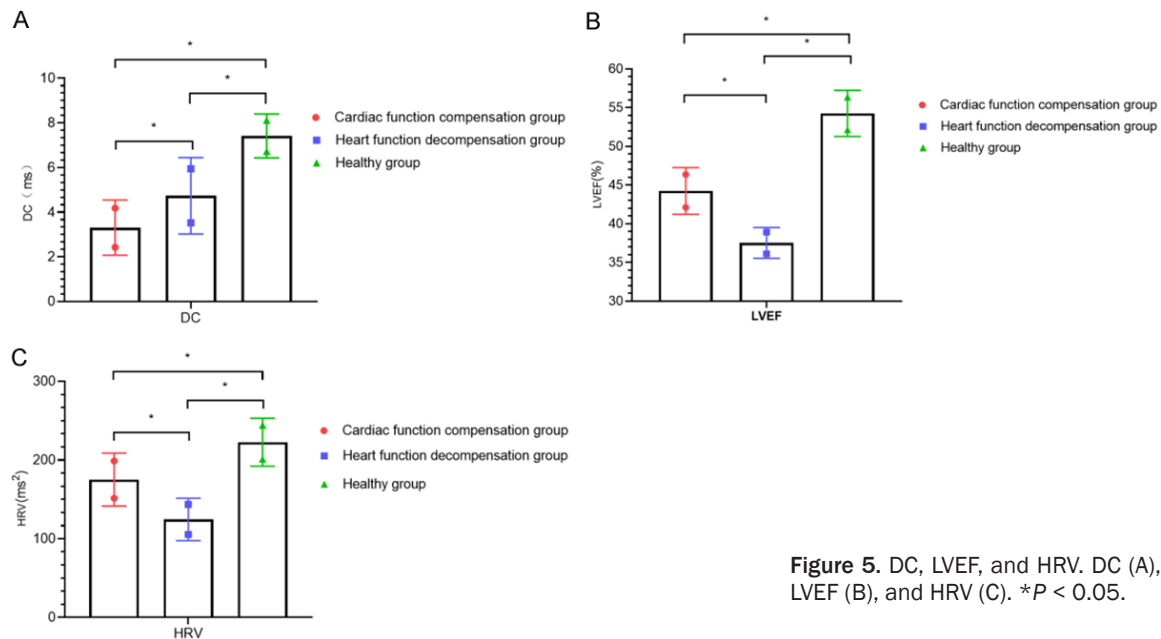 A
*
*
*
10
8
6
4
2
0
DC（ms）
DC
Cardiac function compensation group
Heart function decompensation group
Healthy group
B
*
*
*
60
55
50
45
40
35
30
LVEF(%)
LVEF
Cardiac function compensation group
Heart function decompensation group
Healthy group
C
*
*
*
300
200
100
0
HRV(ms²)
HRV
Cardiac function compensation group
Heart function decompensation group
Healthy group
Figure 5. DC, LVEF, and HRV. DC (A),
LVEF (B), and HRV (C). *P < 0.05.